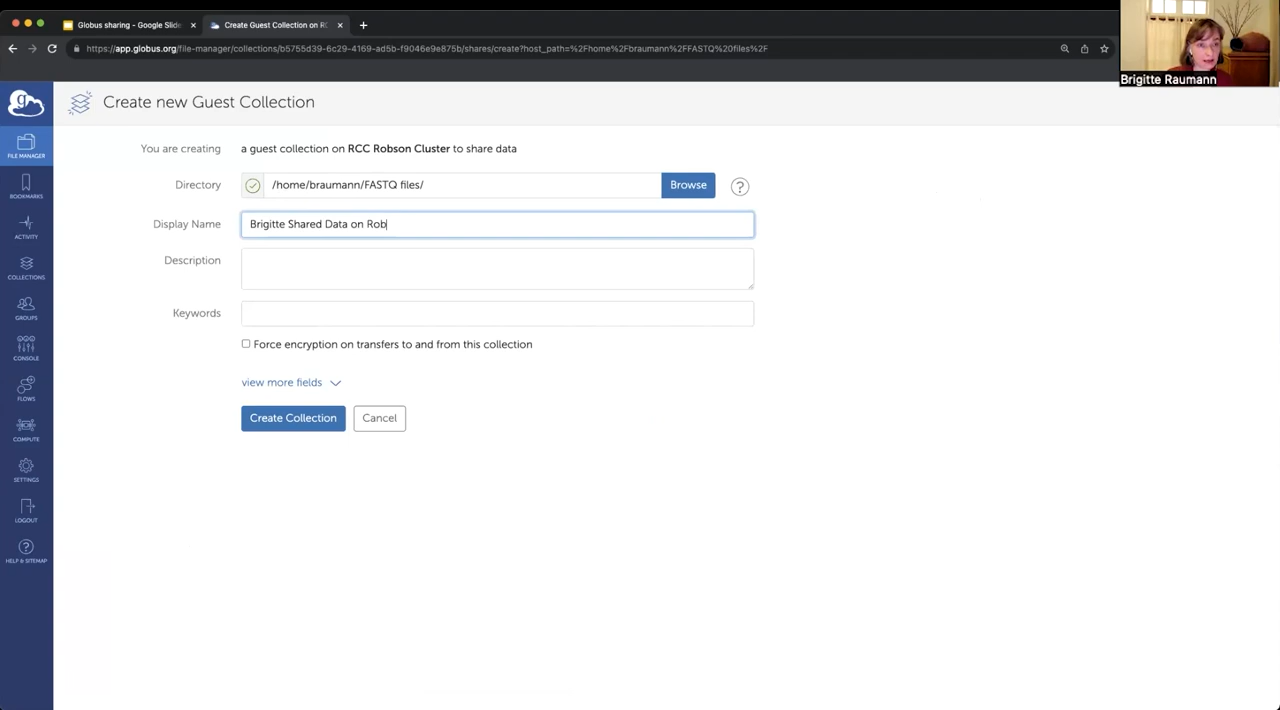 Globus sharing - Google Slide
Create Guest Collection on RC
https://app.globus.org/file-manager/collections/b5755d39-6c29-4169-ad5b-f9046e9e875b/shares/create?host_path=%2Fhome%2Fbraumann%2FFASTQ%20files%2F
Brigitte Raumann
Create new Guest Collection
FILE MANAGER
BOOKMARKS
ACTIVITY
COLLECTIONS
GROUPS
CONSOLE
FLOWS
COMPUTE
SETTINGS
LOGOUT
HELP & SITEMAP
You are creating a guest collection on RCC Robson Cluster to share data
Directory /home/braumann/FASTQ files/ Browse ?
Display Name Brigitte Shared Data on Rob
Description
Keywords
Force encryption on transfers to and from this collection
view more fields
Create Collection Cancel